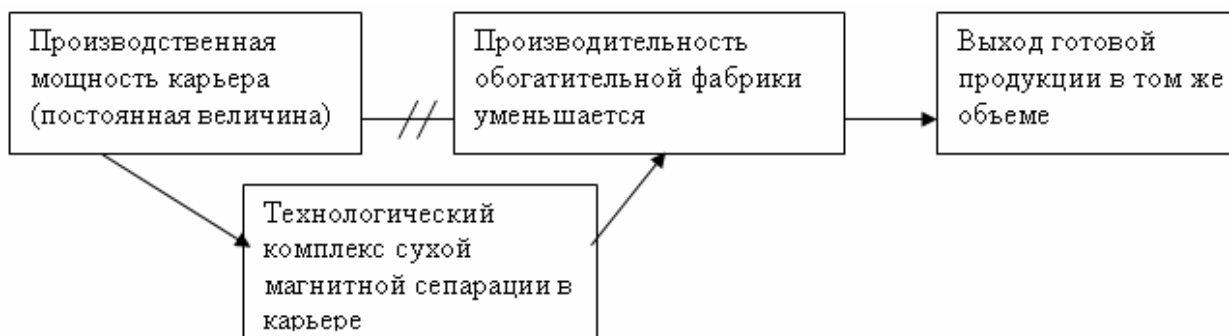 Производственная
мощность карьера
(постоянная величина)
Производительность
обогатительной фабрики
уменьшается
Выход готовой
продукции в том же
объеме
Технологический
комплекс сухой
магнитной сепарации в
карьере